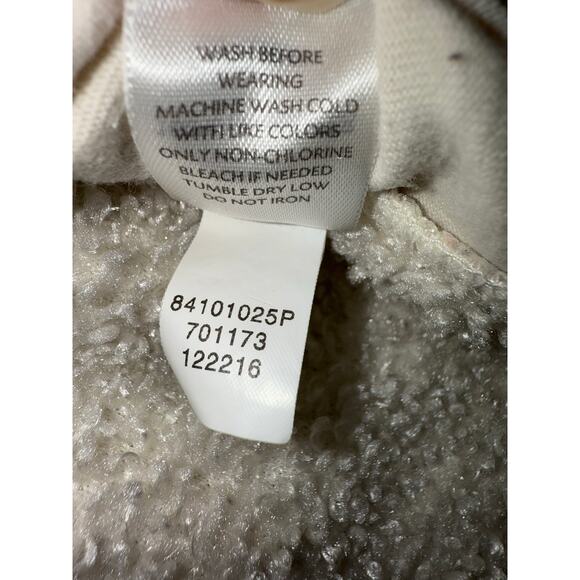 WASH BEFORE
WEARING
MACHINE WASH COLD
WITH LIKE COLORS
ONLY NON-CHLORINE
BLEACH IF NEEDED
TUMBLE DRY LOW
DO NOT IRON
84101025P
701173
122216